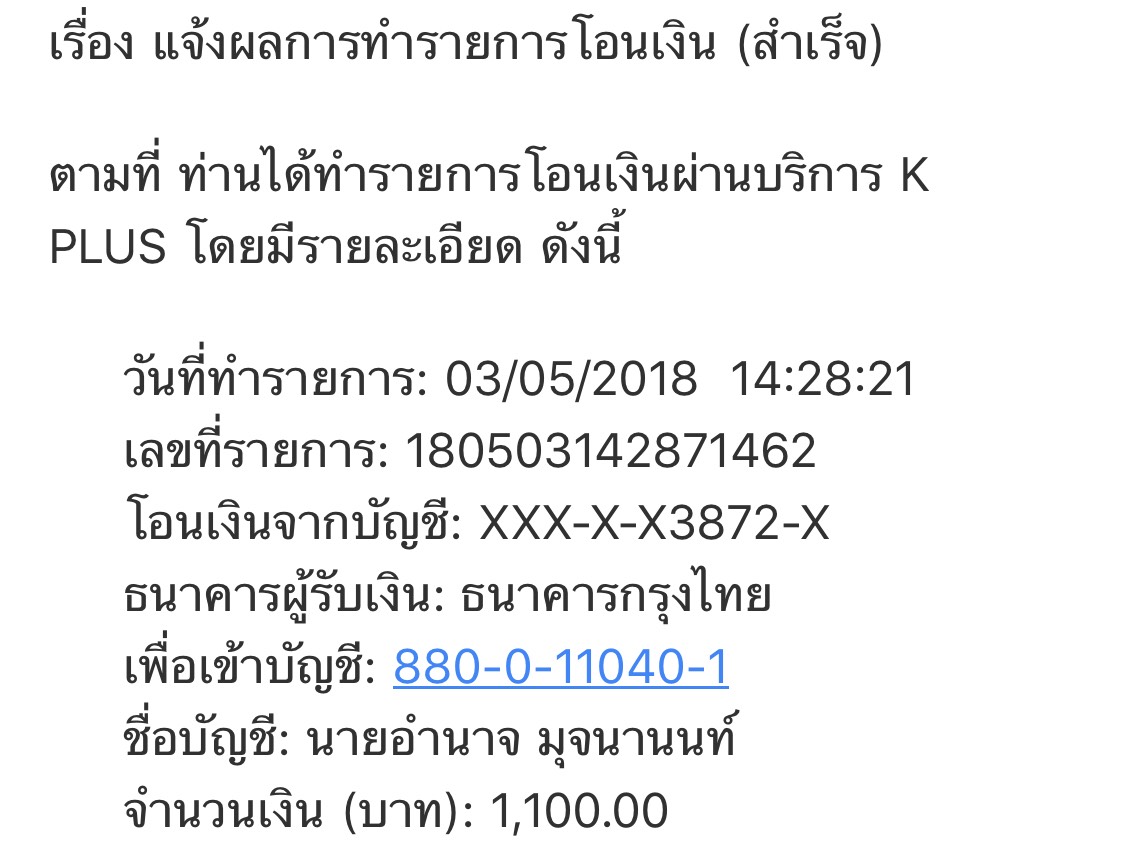 เรื่อง แจ้งผลการทำรายการโอนเงิน (สำเร็จ)
ตามที่ ท่านได้ทำรายการโอนเงินผ่านบริการ K
PLUS โดยมีรายละเอียด ดังนี้
วันที่ทำรายการ: 03/05/2018 14:28:21
เลขที่รายการ: 180503142871462
โอนเงินจากบัญชี: XXX-X-X3872-X
ธนาคารผู้รับเงิน: ธนาคารกรุงไทย
เพื่อเข้าบัญชี: 880-0-11040-1
ชื่อบัญชี: นายอำนาจ มุจนานนท์
จำนวนเงิน (บาท): 1,100.00